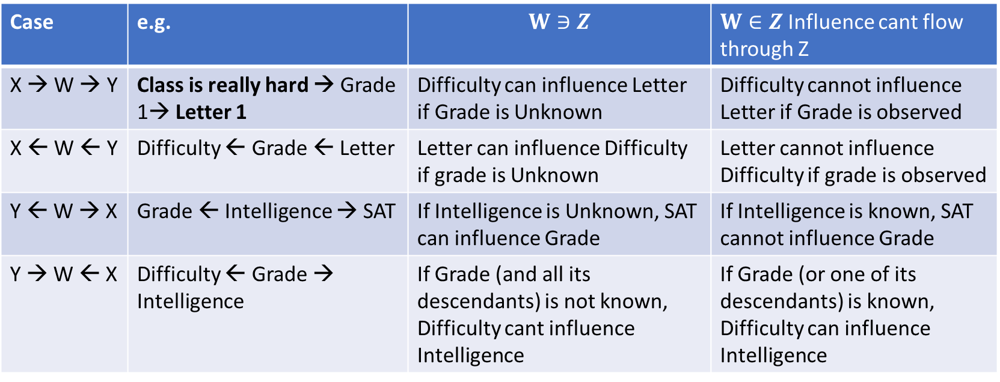 Case
e.g.
W ∋ Z
W ∈ Z Influence cant flow
through Z
X → W → Y
Class is really hard → Grade
1→ Letter 1
Difficulty can influence Letter
if Grade is Unknown
Difficulty cannot influence
Letter if Grade is observed
X ← W ← Y
Difficulty ← Grade ← Letter
Letter can influence Difficulty
if grade is Unknown
Letter cannot influence
Difficulty if grade is observed
Y ← W → X
Grade ← Intelligence → SAT
If Intelligence is Unknown, SAT
can influence Grade
If Intelligence is known, SAT
cannot influence Grade
Y → W ← X
Difficulty ← Grade →
Intelligence
If Grade (and all its
descendants) is not known,
Difficulty cant influence
Intelligence
If Grade (or one of its
descendants) is known,
Difficulty can influence
Intelligence